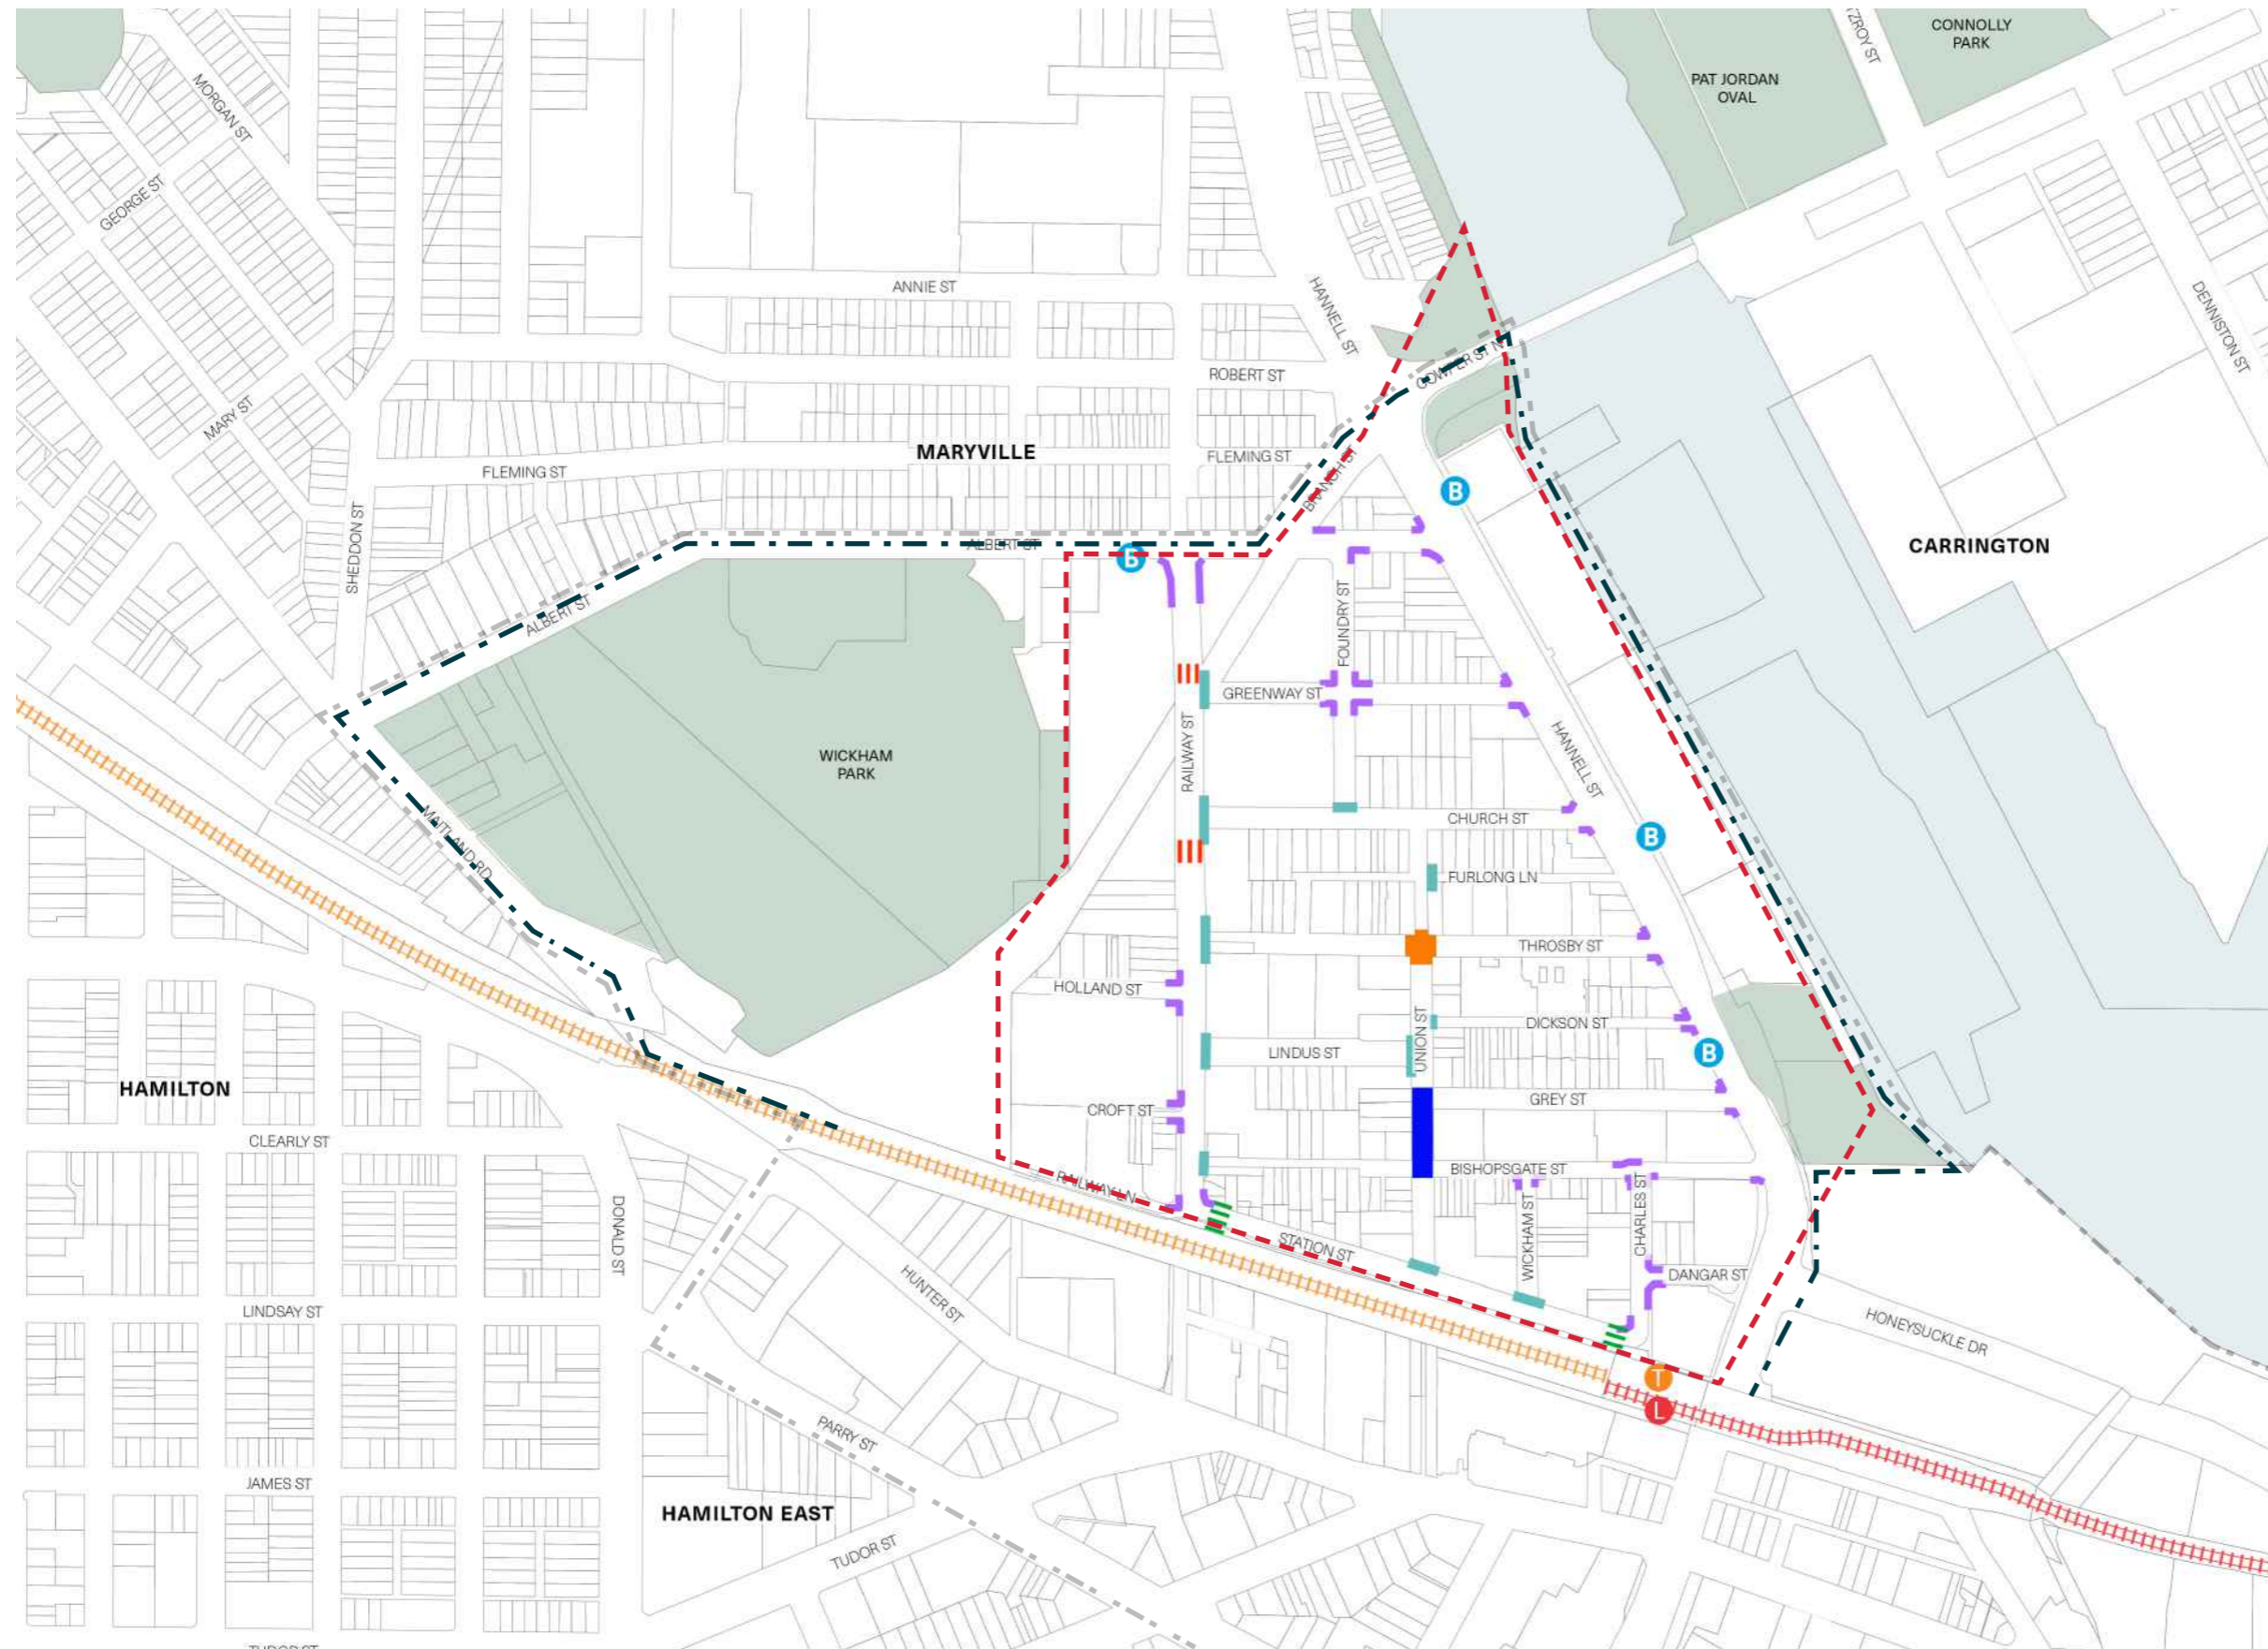 CONNOLLY
PARK
PAT JORDAN
OVAL
MORGAN ST
GEORGE ST
ANNIE ST
HANNELL ST
DENNISTON ST
ROBERT ST
COWPER ST N
MARY ST
MARYVILLE
FLEMING ST
FLEMING ST
BRANCH ST
B
SHEDDON ST
ALBERT ST
B
CARRINGTON
ALBERT ST
FOUNDRY ST
GREENWAY ST
WICKHAM
PARK
RAILWAY ST
HANNELL ST
MAITLAND RD
CHURCH ST
B
FURLONG LN
THROSBY ST
HOLLAND ST
UNION ST
DICKSON ST
LINDUS ST
B
HAMILTON
GREY ST
CROFT ST
CLEARLY ST
BISHOPSGATE ST
RAILWAY LN
DONALD ST
WICKHAM ST
CHARLES ST
STATION ST
DANGAR ST
HUNTER ST
LINDSAY ST
HONEYSUCKLE DR
T
L
PARRY ST
JAMES ST
HAMILTON EAST
TUDOR ST